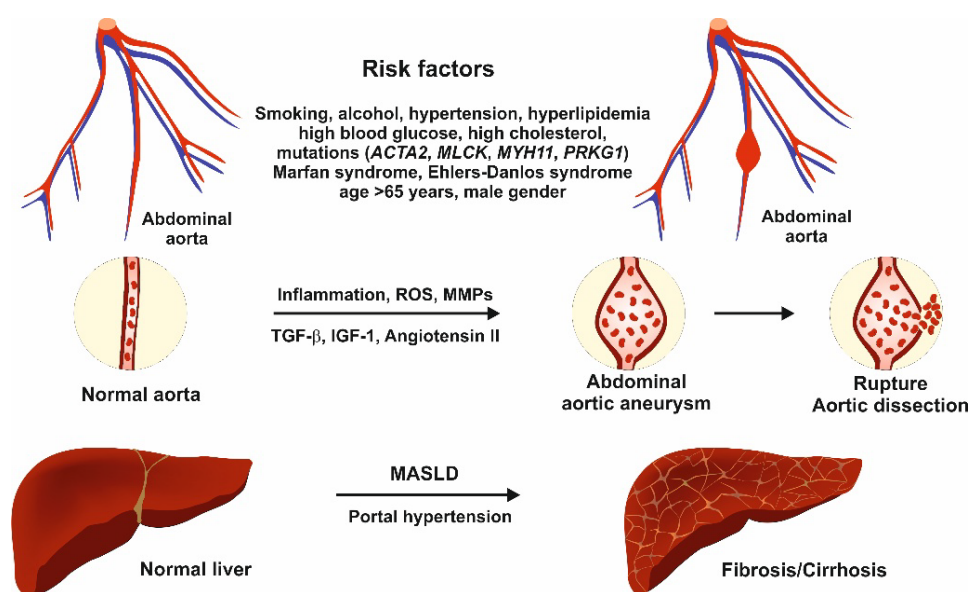 Risk factors
Smoking, alcohol, hypertension, hyperlipidemia
high blood glucose, high cholesterol,
mutations (ACTA2, MLCK, MYH11, PRKG1)
Marfan syndrome, Ehlers-Danlos syndrome
age >65 years, male gender
Abdominal
aorta
Abdominal
aorta
Inflammation, ROS, MMPs
TGF-β, IGF-1, Angiotensin II
Normal aorta
Abdominal
aortic aneurysm
Rupture
Aortic dissection
MASLD
Portal hypertension
Normal liver
Fibrosis/Cirrhosis